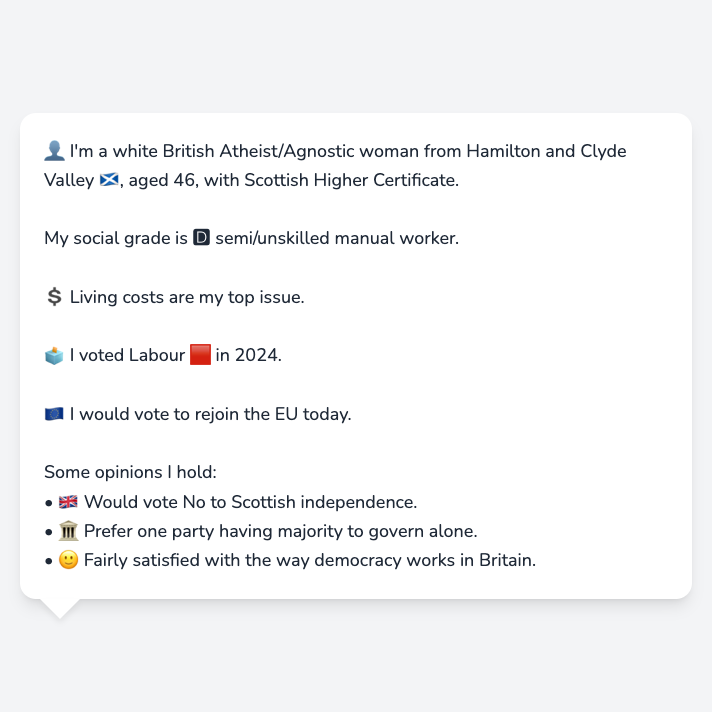 👤 I'm a white British Atheist/Agnostic woman from Hamilton and Clyde
Valley 🏴󠁧󠁢󠁳󠁣󠁴󠁿, aged 46, with Scottish Higher Certificate.
My social grade is 🅳 semi/unskilled manual worker.
💲 Living costs are my top issue.
🗳️ I voted Labour 🟥 in 2024.
🇪🇺 I would vote to rejoin the EU today.
Some opinions I hold:
• 🇬🇧 Would vote No to Scottish independence.
• 🏛️ Prefer one party having majority to govern alone.
• 🙂 Fairly satisfied with the way democracy works in Britain.